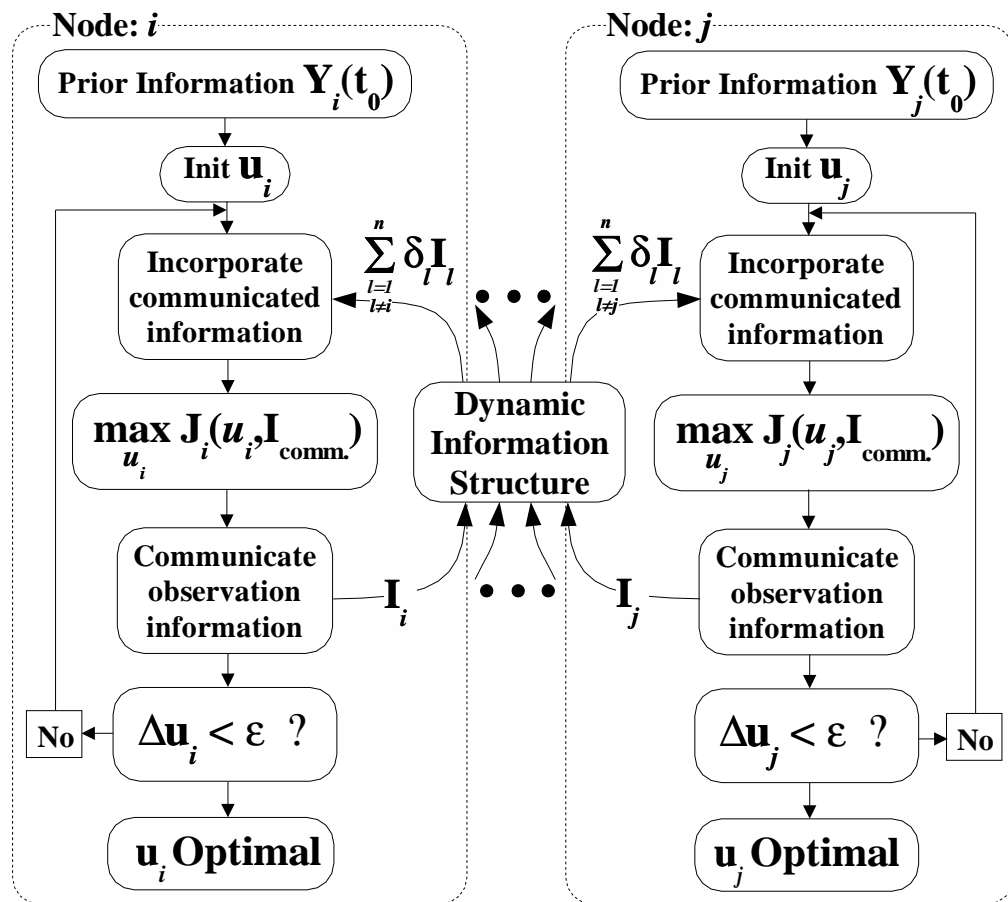 Node: i
Prior Information Y_i(t_0)
Init u_i
Incorporate
communicated
information
n
∑ δ_l I_l
l=1
l≠i
max J_i(u_i,I_comm.)
u_i
Communicate
observation
information
I_i
Δu_i < ε ?
No
u_i Optimal
• • •
Dynamic
Information
Structure
• • •
Node: j
Prior Information Y_j(t_0)
Init u_j
n
∑ δ_l I_l
l=1
l≠j
Incorporate
communicated
information
max J_j(u_j,I_comm.)
u_j
Communicate
observation
information
I_j
Δu_j < ε ?
No
u_j Optimal